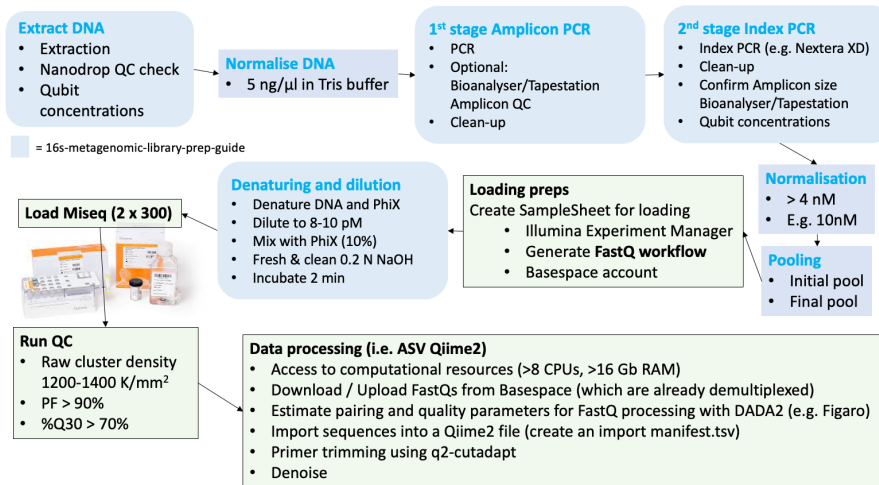 Extract DNA
• Extraction
• Nanodrop QC check
• Qubit
concentrations
Normalise DNA
• 5 ng/µl in Tris buffer
1st stage Amplicon PCR
• PCR
• Optional:
Bioanalyser/Tapestation
Amplicon QC
• Clean-up
2nd stage Index PCR
• Index PCR (e.g. Nextera XD)
• Clean-up
• Confirm Amplicon size
Bioanalyser/Tapestation
• Qubit concentrations
= 16s-metagenomic-library-prep-guide
Normalisation
• > 4 nM
• E.g. 10nM
Pooling
• Initial pool
• Final pool
Loading preps
Create SampleSheet for loading
• Illumina Experiment Manager
• Generate FastQ workflow
• Basespace account
Denaturing and dilution
• Denature DNA and PhiX
• Dilute to 8-10 pM
• Mix with PhiX (10%)
• Fresh & clean 0.2 N NaOH
• Incubate 2 min
Load Miseq (2 x 300)
Run QC
• Raw cluster density
1200-1400 K/mm²
• PF > 90%
• %Q30 > 70%
Data processing (i.e. ASV Qiime2)
• Access to computational resources (>8 CPUs, >16 Gb RAM)
• Download / Upload FastQs from Basespace (which are already demultiplexed)
• Estimate pairing and quality parameters for FastQ processing with DADA2 (e.g. Figaro)
• Import sequences into a Qiime2 file (create an import manifest.tsv)
• Primer trimming using q2-cutadapt
• Denoise